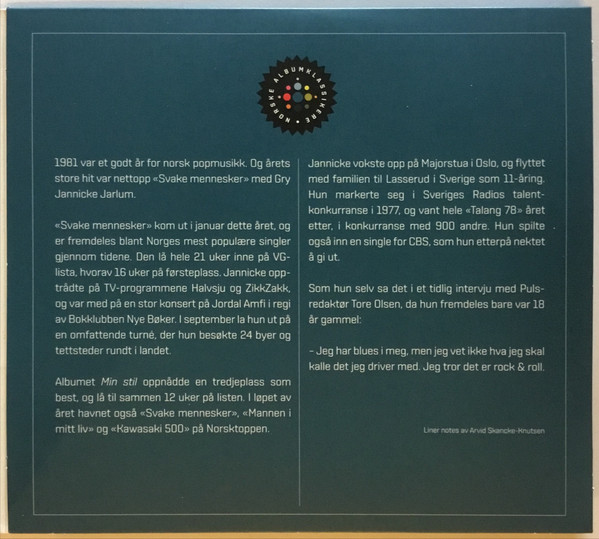 NORSKE ALBUMKLASSIKERE
1981 var et godt år for norsk popmusikk. Og årets
store hit var nettopp «Svake mennesker» med Gry
Jannicke Jarlum.
«Svake mennesker» kom ut i januar dette året, og
er fremdeles blant Norges mest populære singler
gjennom tidene. Den lå hele 21 uker inne på VG-
lista, hvorav 16 uker på førsteplass. Jannicke opp-
trådte på TV-programmene Halvsju og ZikkZakk,
og var med på en stor konsert på Jordal Amfi i regi
av Bokklubben Nye Bøker. I september la hun ut på
en omfattende turné, der hun besøkte 24 byer og
tettsteder rundt i landet.
Albumet Min stil oppnådde en tredjeplass som
best, og lå til sammen 12 uker på listen. I løpet av
året havnet også «Svake mennesker», «Mannen i
mitt liv» og «Kawasaki 500» på Norsktoppen.
Jannicke vokste opp på Majorstua i Oslo, og flyttet
med familien til Lasserud i Sverige som 11-åring.
Hun markerte seg i Sveriges Radios talent-
konkurranse i 1977, og vant hele «Talang 78» året
etter, i konkurranse med 900 andre. Hun spilte
også inn en single for CBS, som hun etterpå nektet
å gi ut.
Som hun selv sa det i et tidlig intervju med Puls-
redaktør Tore Olsen, da hun fremdeles bare var 18
år gammel:
– Jeg har blues i meg, men jeg vet ikke hva jeg skal
kalle det jeg driver med. Jeg tror det er rock & roll.
Liner notes av Arvid Skancke-Knutsen